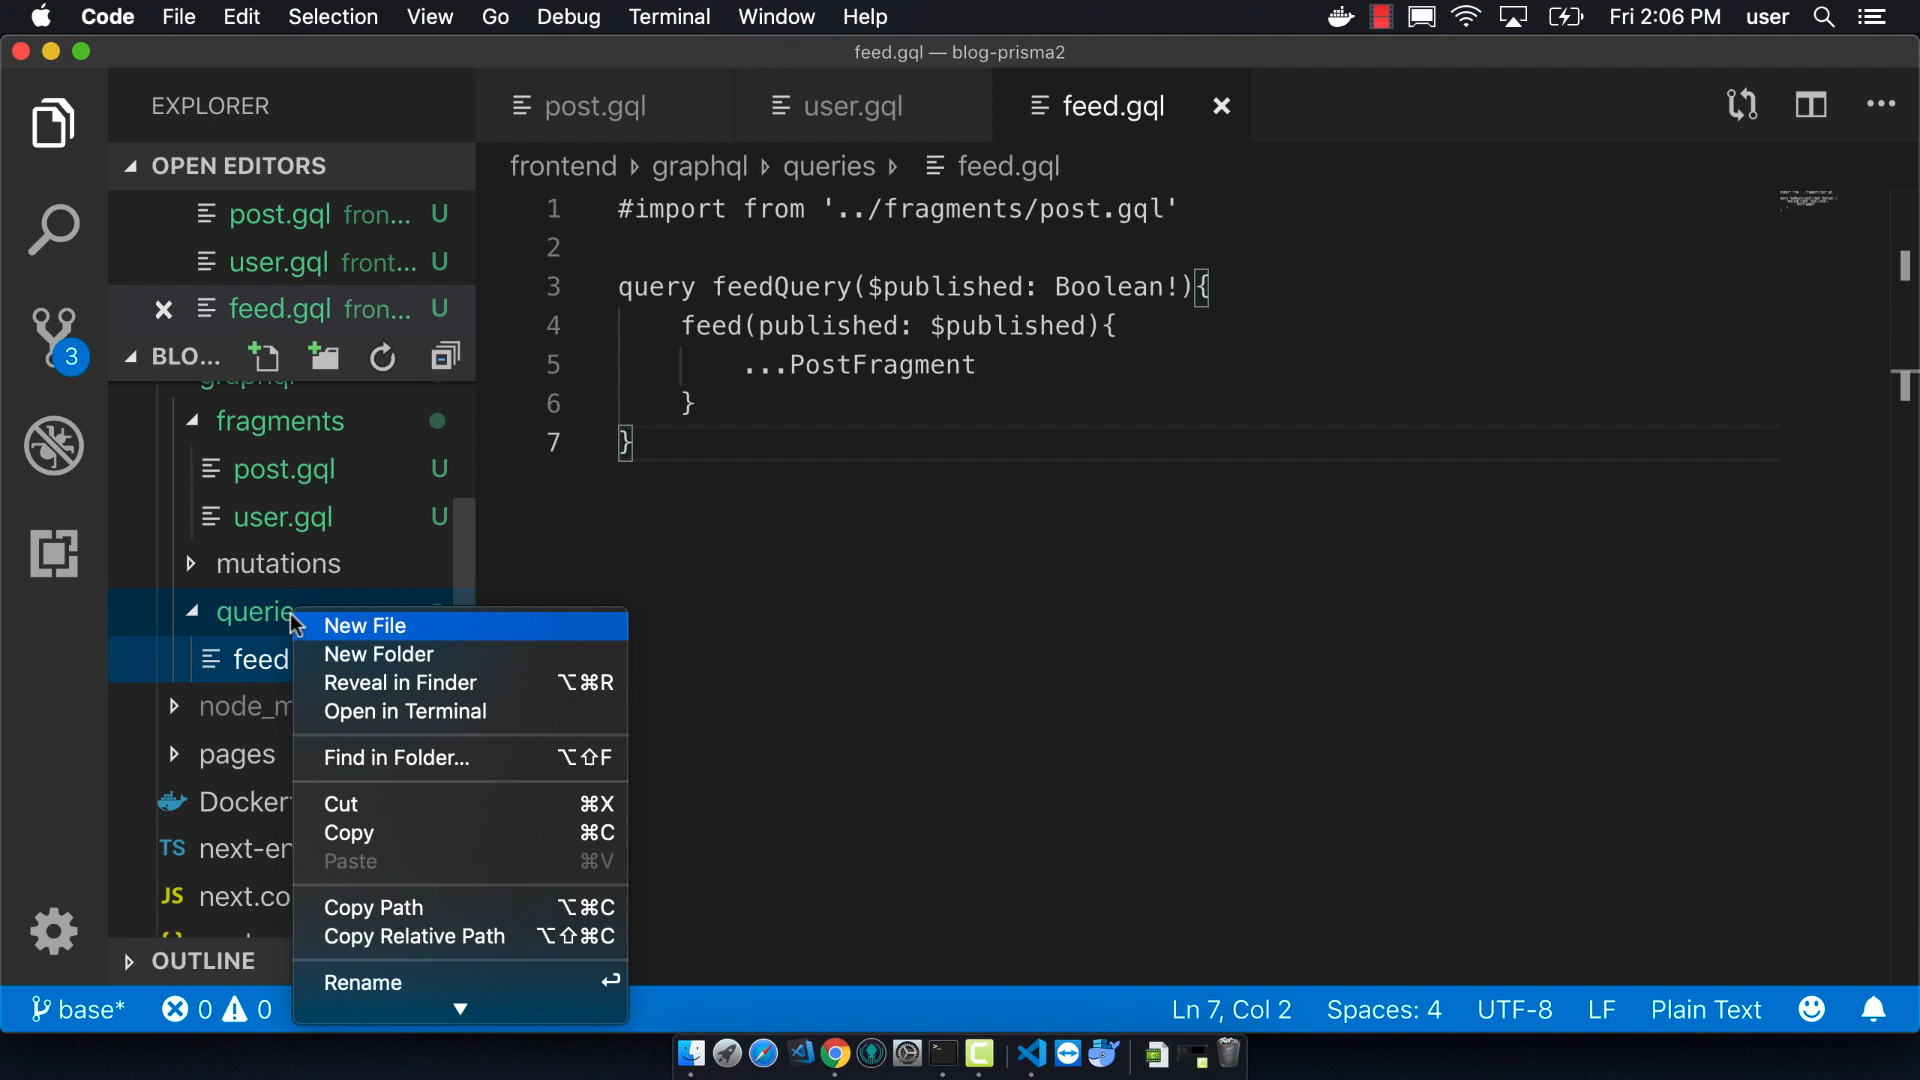 Code File Edit Selection View Go Debug Terminal Window Help Fri 2:06 PM user
feed.gql — blog-prisma2
EXPLORER
post.gql user.gql feed.gql
OPEN EDITORS
frontend graphql queries feed.gql
post.gql fron... U
user.gql front... U
feed.gql fron... U
BLO...
3
1 #import from '../fragments/post.gql'
2
3 query feedQuery($published: Boolean!){
4 feed(published: $published){
5 ...PostFragment
6 }
7 }
graphql
fragments
post.gql U
user.gql U
mutations
querie
feed
node_m
pages
Docker
TS next-en
JS next.co
OUTLINE
New File
New Folder
Reveal in Finder ⌥⌘R
Open in Terminal
Find in Folder... ⌥⇧F
Cut ⌘X
Copy ⌘C
Paste ⌘V
Copy Path ⌥⌘C
Copy Relative Path ⌥⇧⌘C
Rename ↩
base* 0 0 Ln 7, Col 2 Spaces: 4 UTF-8 LF Plain Text